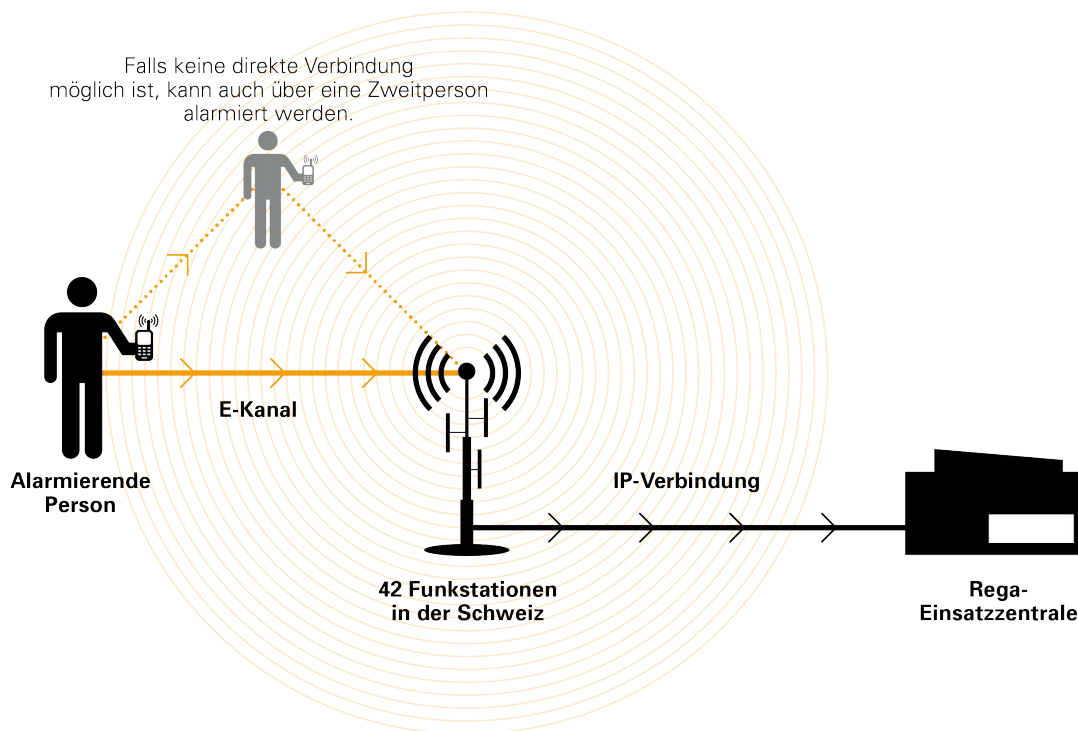 Falls keine direkte Verbindung
möglich ist, kann auch über eine Zweitperson
alarmiert werden.
E-Kanal
Alarmierende
Person
IP-Verbindung
42 Funkstationen
in der Schweiz
Rega-
Einsatzzentrale